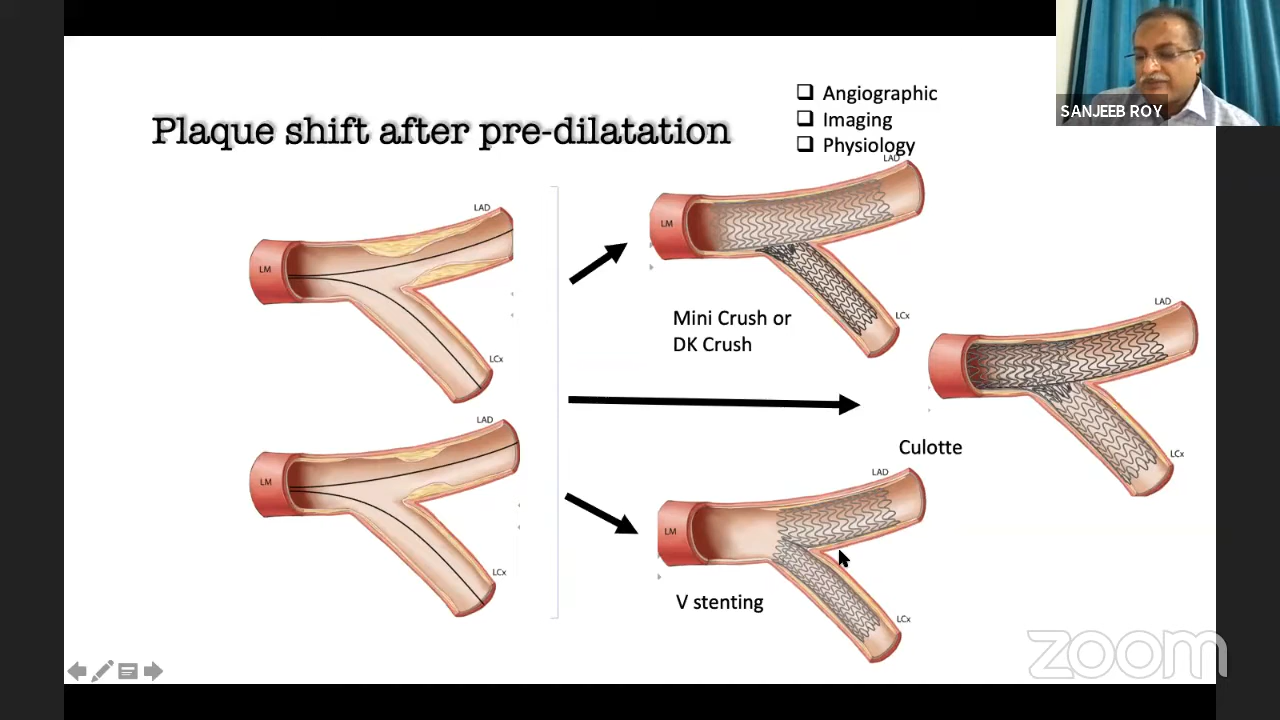 SANJEEB ROY
Plaque shift after pre-dilatation
Angiographic
Imaging
Physiology
LAD
LM
LCx
LAD
LM
LCx
LAD
LM
LCx
Mini Crush or
DK Crush
LAD
LCx
Culotte
LAD
LM
LCx
V stenting
zoom